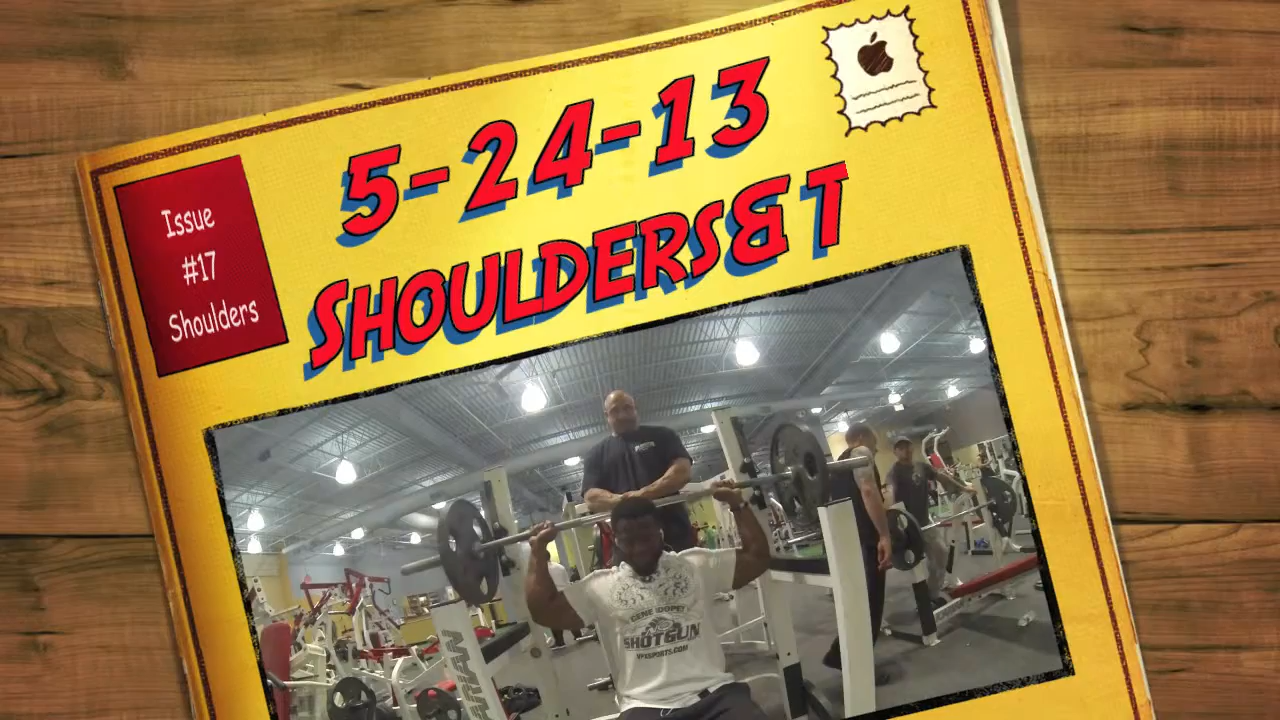 5-24-13
SHOULDERS & T
Issue
#17
Shoulders
SHOTGUN